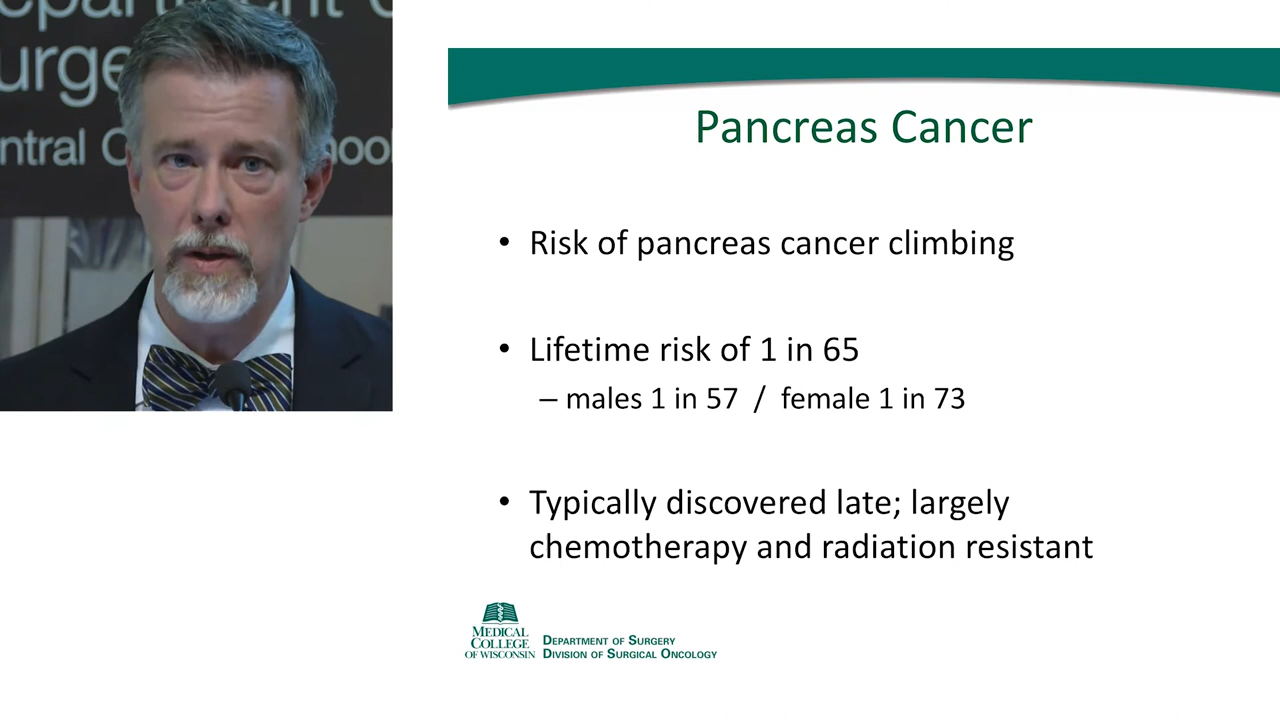 urge
ntral
Pancreas Cancer
• Risk of pancreas cancer climbing
• Lifetime risk of 1 in 65
– males 1 in 57 / female 1 in 73
• Typically discovered late; largely
chemotherapy and radiation resistant
MEDICAL
COLLEGE
OF WISCONSIN
DEPARTMENT OF SURGERY
DIVISION OF SURGICAL ONCOLOGY